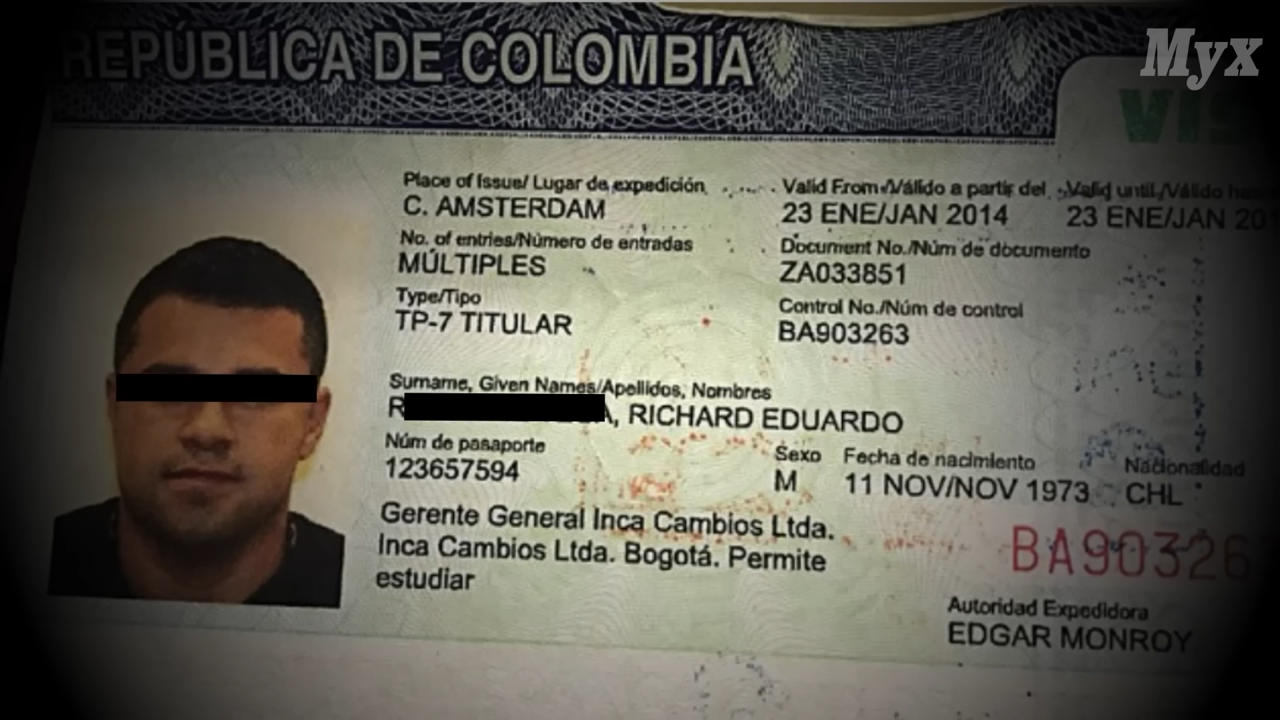 Myx
REPÚBLICA DE COLOMBIA
Place of Issue/ Lugar de expedición
C. AMSTERDAM
Valid From/Válido a partir del
23 ENE/JAN 2014
Valid until/Válido
23 ENE/JAN
No. of entries/Número de entradas
MÚLTIPLES
Document No./Núm de documento
ZA033851
Type/Tipo
TP-7 TITULAR
Control No./Núm de control
BA903263
Surname, Given Names/Apellidos, Nombres
, RICHARD EDUARDO
Núm de pasaporte
123657594
Sexo
M
Fecha de nacimiento
11 NOV/NOV 1973
Nacionalidad
CHL
Gerente General Inca Cambios Ltda.
Inca Cambios Ltda. Bogotá. Permite
estudiar
BA90326
Autoridad Expedidora
EDGAR MONROY